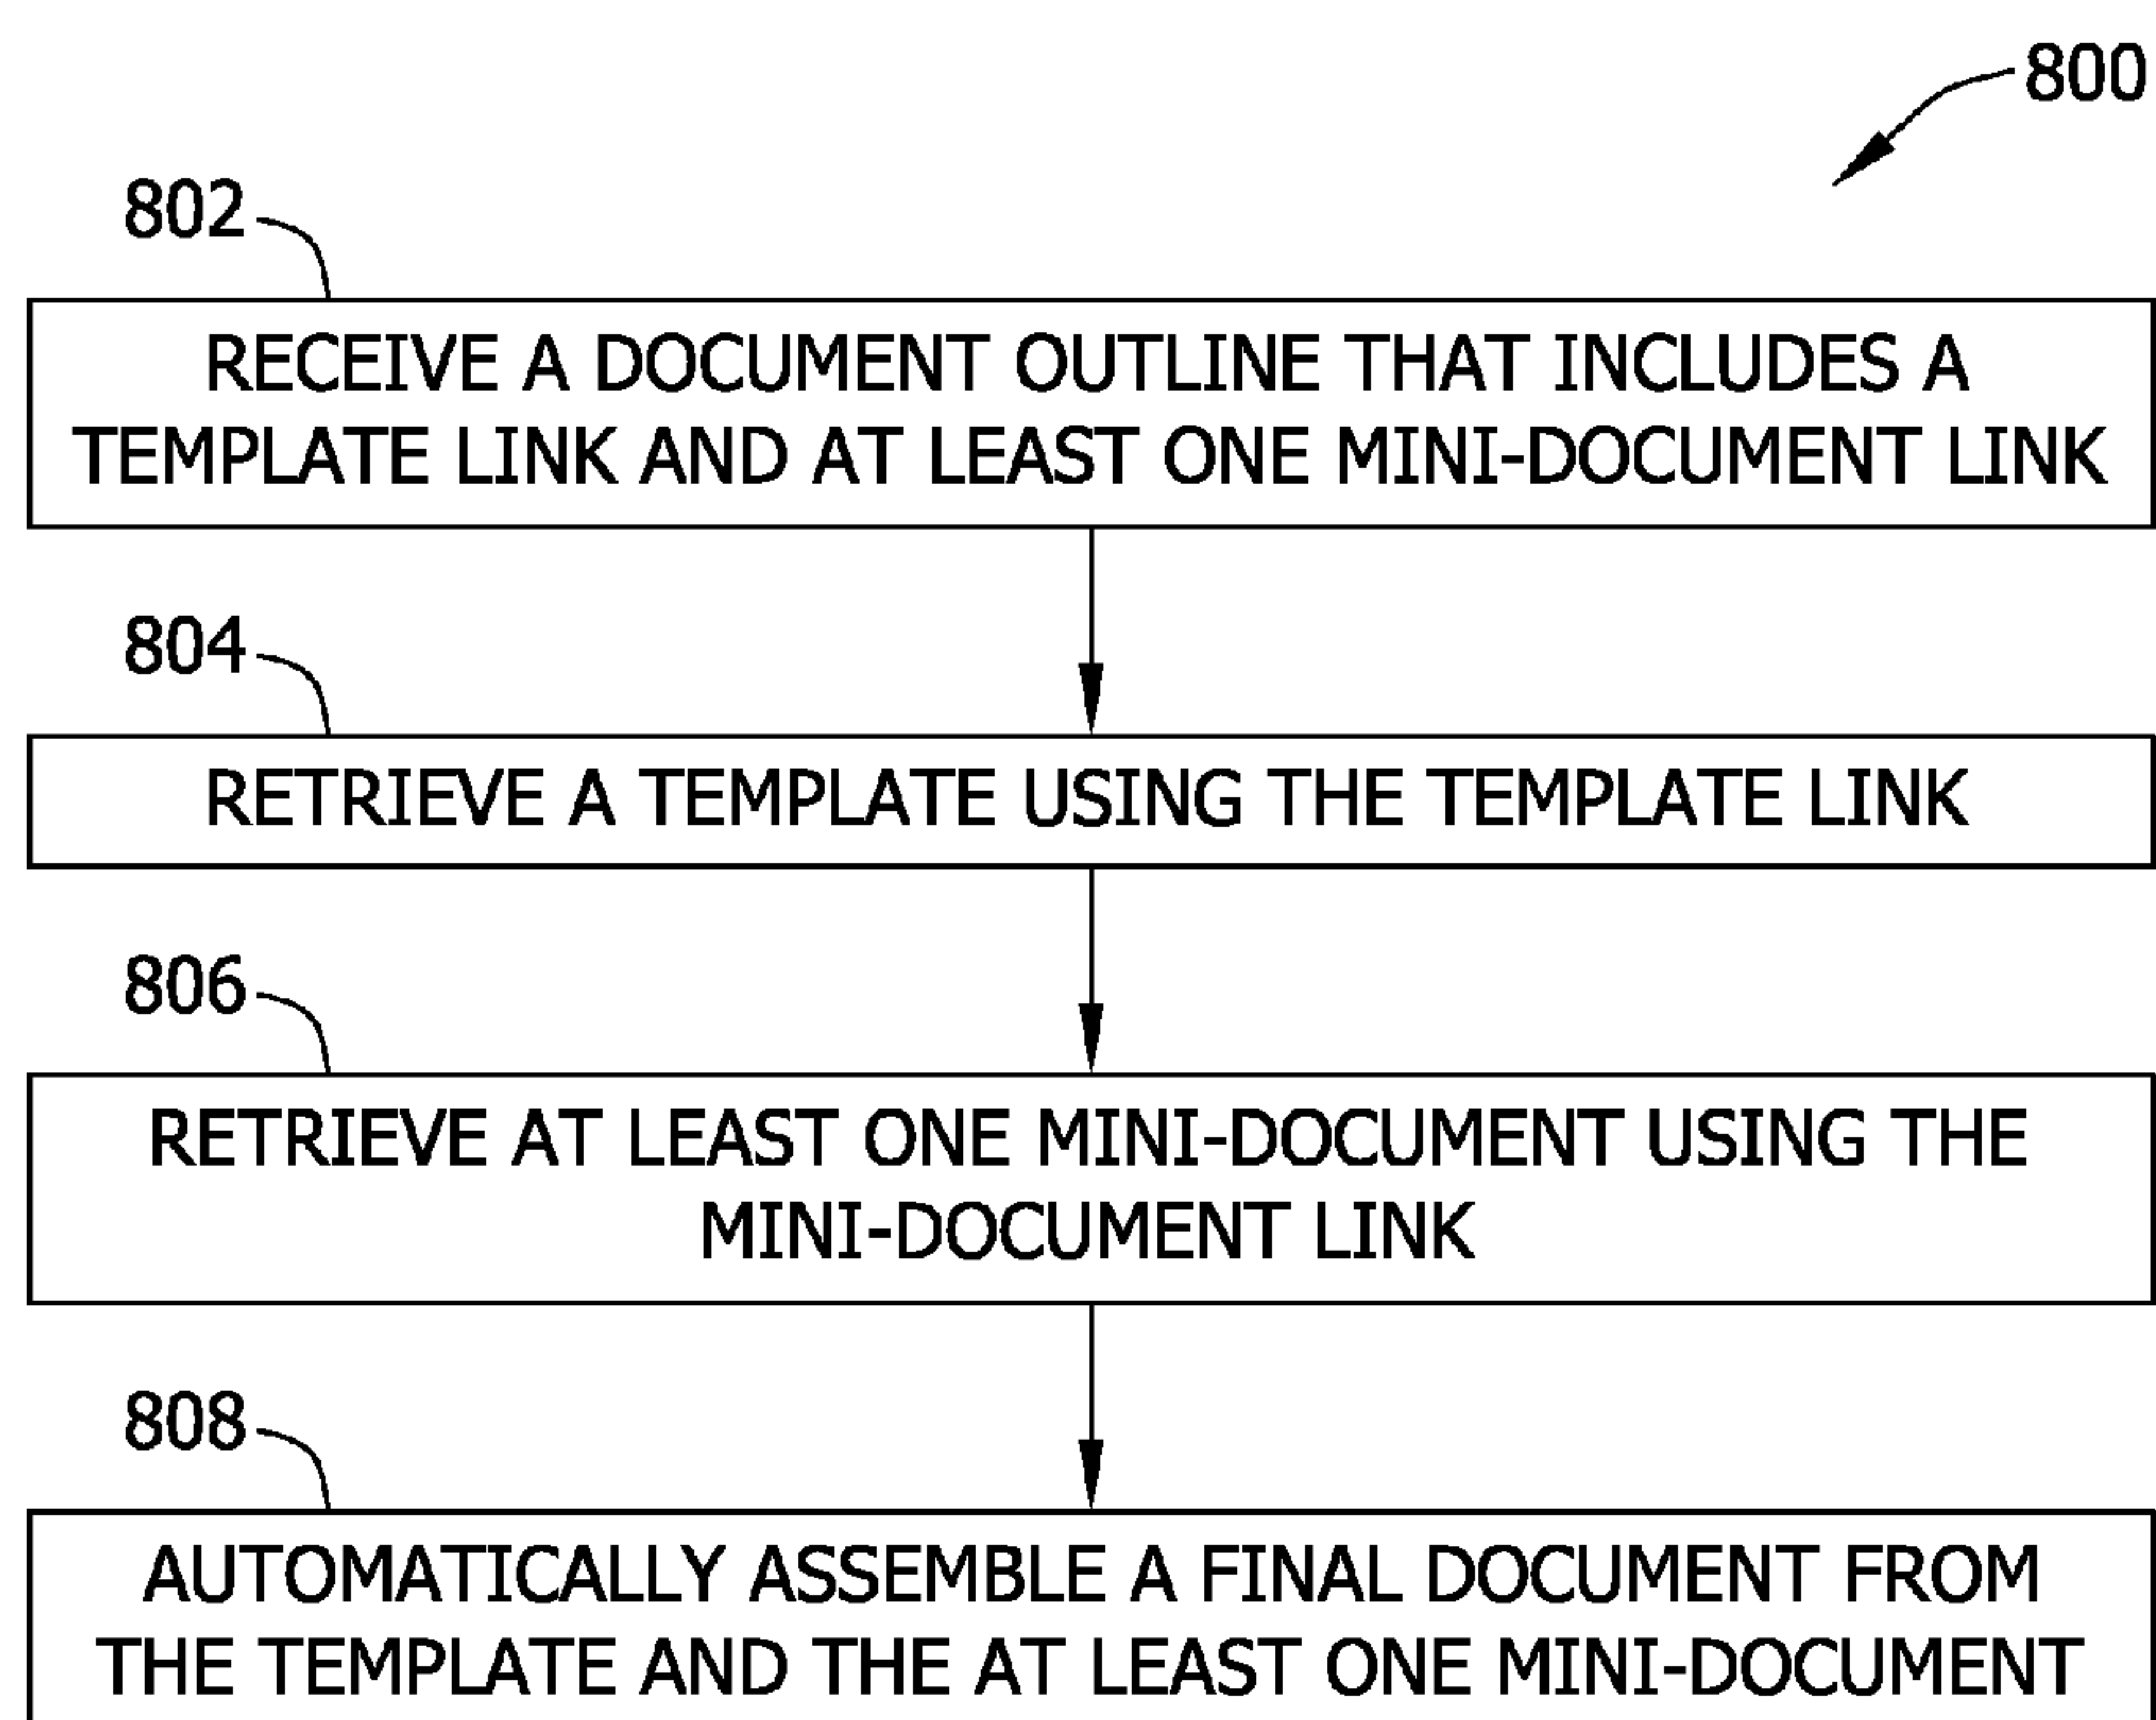 800
802
RECEIVE A DOCUMENT OUTLINE THAT INCLUDES A
TEMPLATE LINK AND AT LEAST ONE MINI-DOCUMENT LINK
804
RETRIEVE A TEMPLATE USING THE TEMPLATE LINK
806
RETRIEVE AT LEAST ONE MINI-DOCUMENT USING THE
MINI-DOCUMENT LINK
808
AUTOMATICALLY ASSEMBLE A FINAL DOCUMENT FROM
THE TEMPLATE AND THE AT LEAST ONE MINI-DOCUMENT